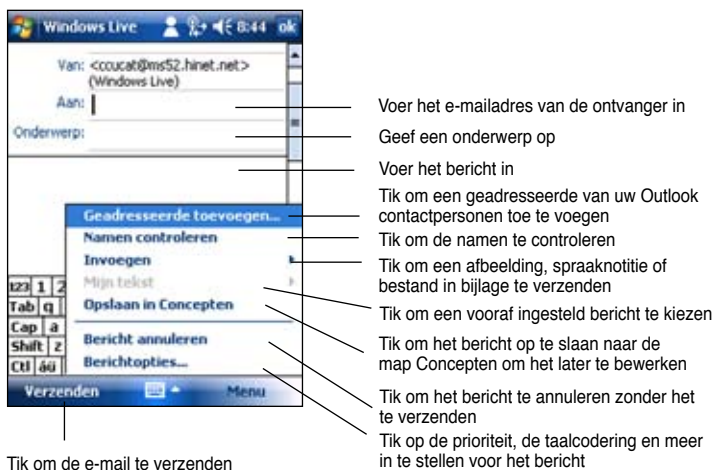 Windows Live 8:44 ok
Van: <ccucat@ms52.hinet.net>
(Windows Live)
Aan:
Onderwerp:
Geadresseerde toevoegen...
Namen controleren
Invoegen
Mijn tekst
Opslaan in Concepten
Bericht annuleren
Berichtopties...
123 1 2
Tab q
Cap a
Shift z
Ctl áü
Verzenden Menu
Voer het e-mailadres van de ontvanger in
Geef een onderwerp op
Voer het bericht in
Tik om een geadresseerde van uw Outlook
contactpersonen toe te voegen
Tik om de namen te controleren
Tik om een afbeelding, spraaknotitie of
bestand in bijlage te verzenden
Tik om een vooraf ingesteld bericht te kiezen
Tik om het bericht op te slaan naar de
map Concepten om het later te bewerken
Tik om het bericht te annuleren zonder het
te verzenden
Tik op de prioriteit, de taalcodering en meer
in te stellen voor het bericht
Tik om de e-mail te verzenden